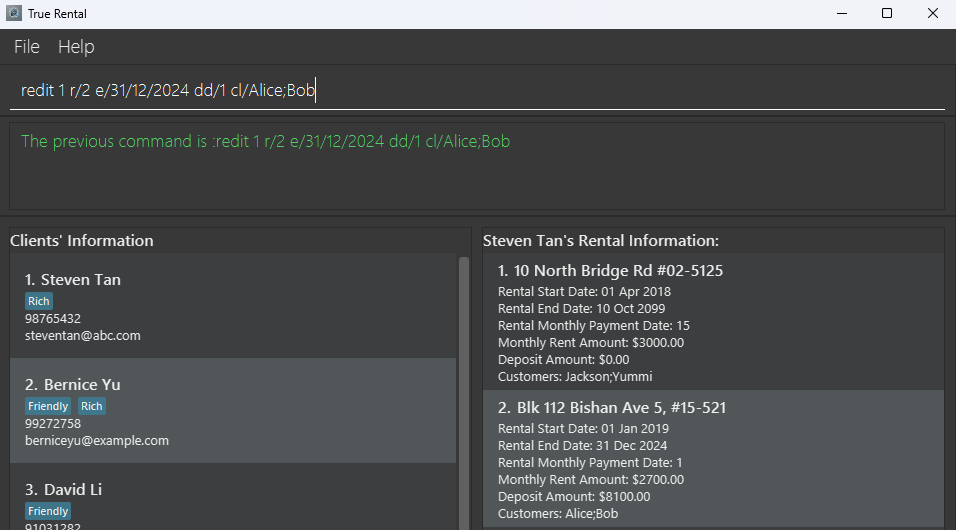 True Rental
File Help
redit 1 r/2 e/31/12/2024 dd/1 cl/Alice;Bob
The previous command is :redit 1 r/2 e/31/12/2024 dd/1 cl/Alice;Bob
Clients' Information
1. Steven Tan
Rich
98765432
steventan@abc.com
2. Bernice Yu
Friendly Rich
99272758
berniceyu@example.com
3. David Li
Friendly
91031282
Steven Tan's Rental Information:
1. 10 North Bridge Rd #02-5125
Rental Start Date: 01 Apr 2018
Rental End Date: 10 Oct 2099
Rental Monthly Payment Date: 15
Monthly Rent Amount: $3000.00
Deposit Amount: $0.00
Customers: Jackson;Yummi
2. Blk 112 Bishan Ave 5, #15-521
Rental Start Date: 01 Jan 2019
Rental End Date: 31 Dec 2024
Rental Monthly Payment Date: 1
Monthly Rent Amount: $2700.00
Deposit Amount: $8100.00
Customers: Alice;Bob